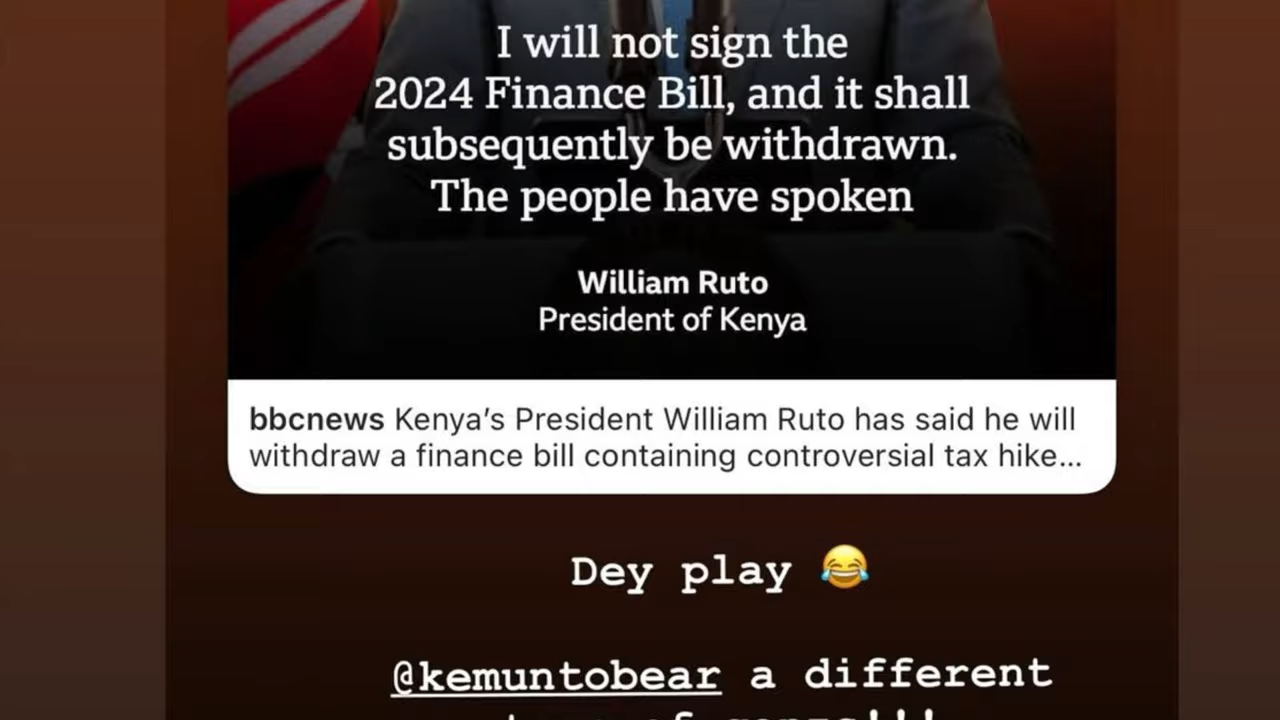 I will not sign the
2024 Finance Bill, and it shall
subsequently be withdrawn.
The people have spoken
William Ruto
President of Kenya
bbcnews Kenya’s President William Ruto has said he will
withdraw a finance bill containing controversial tax hike...
Dey play 😂
@kemuntobear a different